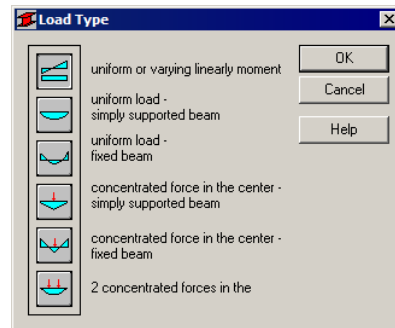 Load Type
uniform or varying linearly moment
uniform load -
simply supported beam
uniform load -
fixed beam
concentrated force in the center -
simply supported beam
concentrated force in the center -
fixed beam
2 concentrated forces in the
OK
Cancel
Help